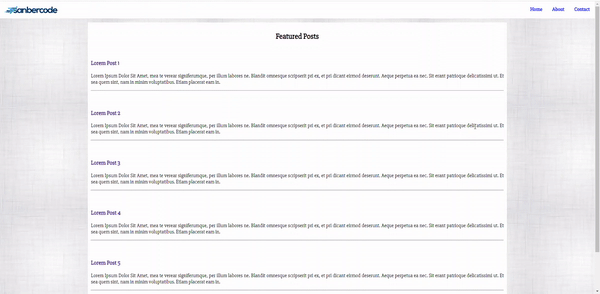 Sanbercode
Home About Contact
Featured Posts
Lorem Post 1
Lorem Ipsum Dolor Sit Amet, mea te verear signiferumque, per illum labores ne. Blandit omnesque scripserit pri ex, et pri dicant eirmod deserunt. Aeque perpetua ea nec. Sit erant patrioque delicatissimi ut. Et
sea quem sint, nam in minim voluptatibus. Etiam placerat eam in.
Lorem Post 2
Lorem Ipsum Dolor Sit Amet, mea te verear signiferumque, per illum labores ne. Blandit omnesque scripserit pri ex, et pri dicant eirmod deserunt. Aeque perpetua ea nec. Sit erant patrioque delicatissimi ut. Et
sea quem sint, nam in minim voluptatibus. Etiam placerat eam in.
Lorem Post 3
Lorem Ipsum Dolor Sit Amet, mea te verear signiferumque, per illum labores ne. Blandit omnesque scripserit pri ex, et pri dicant eirmod deserunt. Aeque perpetua ea nec. Sit erant patrioque delicatissimi ut. Et
sea quem sint, nam in minim voluptatibus. Etiam placerat eam in.
Lorem Post 4
Lorem Ipsum Dolor Sit Amet, mea te verear signiferumque, per illum labores ne. Blandit omnesque scripserit pri ex, et pri dicant eirmod deserunt. Aeque perpetua ea nec. Sit erant patrioque delicatissimi ut. Et
sea quem sint, nam in minim voluptatibus. Etiam placerat eam in.
Lorem Post 5
Lorem Ipsum Dolor Sit Amet, mea te verear signiferumque, per illum labores ne. Blandit omnesque scripserit pri ex, et pri dicant eirmod deserunt. Aeque perpetua ea nec. Sit erant patrioque delicatissimi ut. Et
sea quem sint, nam in minim voluptatibus. Etiam placerat eam in.